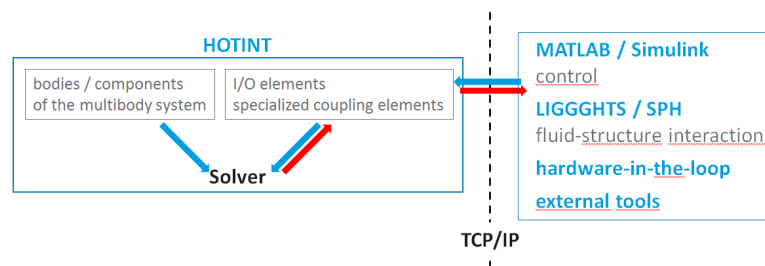 HOTINT
bodies / components
of the multibody system
I/O elements
specialized coupling elements
Solver
MATLAB / Simulink
control
LIGGGHTS / SPH
fluid-structure interaction
hardware-in-the-loop
external tools
TCP/IP